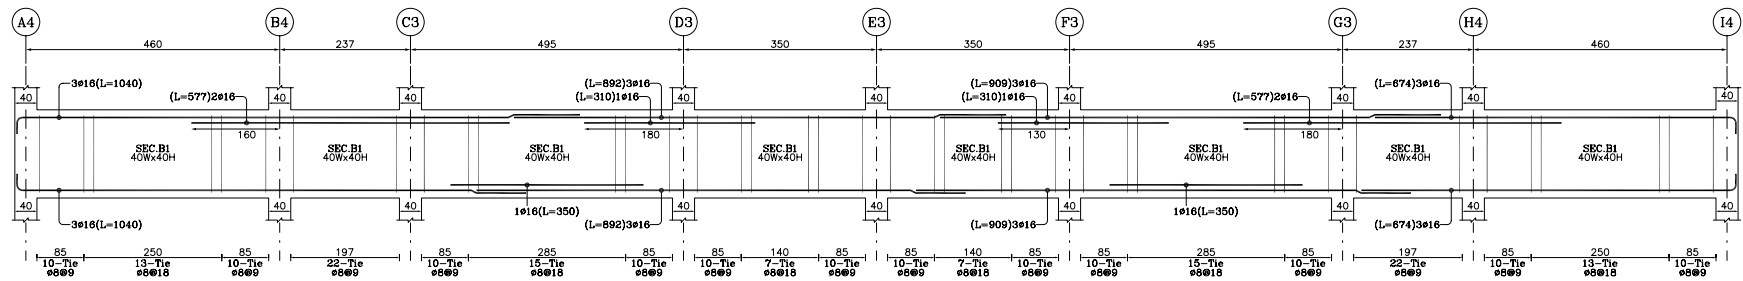 A4 B4 C3 D3 E3 F3 G3 H4 I4
460 237 495 350 350 495 237 460
3ø16(L=1040) (L=892)3ø16 (L=909)3ø16 (L=674)3ø16
40 (L=577)2ø16 40 40 (L=310)1ø16 40 40 (L=310)1ø16 40 (L=577)2ø16 40 40 40
160 180 130 180
SEC.B1 SEC.B1 SEC.B1 SEC.B1 SEC.B1 SEC.B1 SEC.B1 SEC.B1
40Wx40H 40Wx40H 40Wx40H 40Wx40H 40Wx40H 40Wx40H 40Wx40H 40Wx40H
40 40 40 1ø16(L=350) 40 40 40 1ø16(L=350) 40 40 40
3ø16(L=1040) (L=892)3ø16 (L=909)3ø16 (L=674)3ø16
85 250 85 197 85 285 85 85 140 85 85 140 85 85 285 85 197 85 250 85
10-Tie 13-Tie 10-Tie 22-Tie 10-Tie 15-Tie 10-Tie 10-Tie 7-Tie 10-Tie 10-Tie 7-Tie 10-Tie 10-Tie 15-Tie 10-Tie 22-Tie 10-Tie 13-Tie 10-Tie
ø8@9 ø8@18 ø8@9 ø8@9 ø8@9 ø8@18 ø8@9 ø8@9 ø8@18 ø8@9 ø8@9 ø8@18 ø8@9 ø8@9 ø8@18 ø8@9 ø8@9 ø8@9 ø8@18 ø8@9